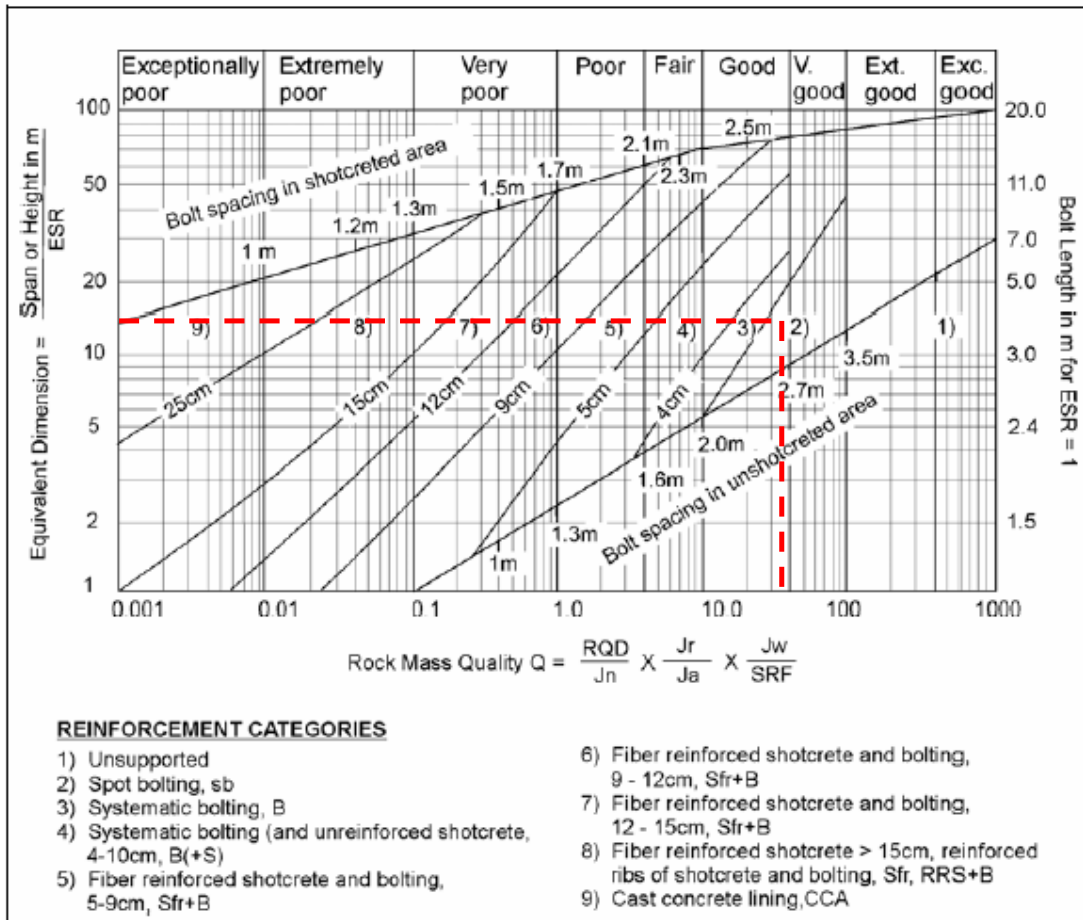 Exceptionally poor
Extremely poor
Very poor
Poor
Fair
Good
V. good
Ext. good
Exc. good
100
50
20
10
5
2
1
Equivalent Dimension = Span or Height in m
ESR
Bolt spacing in shotcreted area
1 m
1.2m
1.3m
1.5m
1.7m
2.1m
2.3m
2.5m
9)
8)
7)
6)
5)
4)
3)
2)
1)
25cm
15cm
12cm
9cm
5cm
4cm
3.5m
2.7m
2.0m
1.6m
1.3m
1m
Bolt spacing in unshotcreted area
20.0
11.0
7.0
5.0
3.0
2.4
1.5
Bolt Length in m for ESR = 1
0.001
0.01
0.1
1.0
10.0
100
1000
Rock Mass Quality Q = RQD/Jn X Jr/Ja X Jw/SRF
REINFORCEMENT CATEGORIES
1) Unsupported
2) Spot bolting, sb
3) Systematic bolting, B
4) Systematic bolting (and unreinforced shotcrete,
4-10cm, B(+S)
5) Fiber reinforced shotcrete and bolting,
5-9cm, Sfr+B
6) Fiber reinforced shotcrete and bolting,
9 - 12cm, Sfr+B
7) Fiber reinforced shotcrete and bolting,
12 - 15cm, Sfr+B
8) Fiber reinforced shotcrete > 15cm, reinforced
ribs of shotcrete and bolting, Sfr, RRS+B
9) Cast concrete lining,CCA